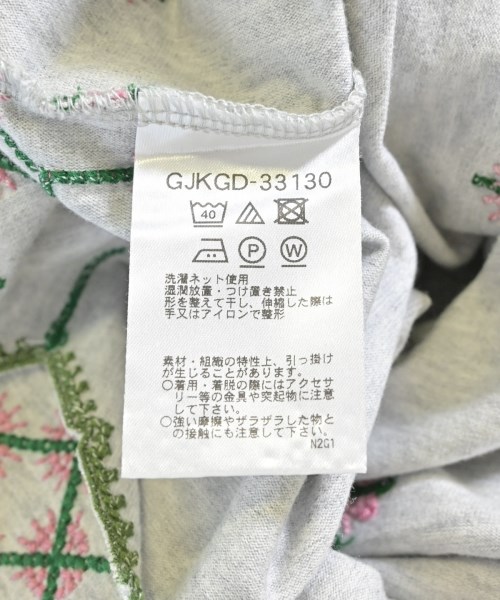 GJKGD-33130
40
P W
洗濯ネット使用
湿潤放置・つけ置き禁止
形を整えて干し、伸縮した際は
手又はアイロンで整形
素材・組織の特性上、引っ掛け
が生じることがあります。
○着用・着脱の際にはアクセサ
リー等の金具や突起物に注意
して下さい。
○強い摩擦やザラザラした物と
の接触にも注意して下さい。
N2G1